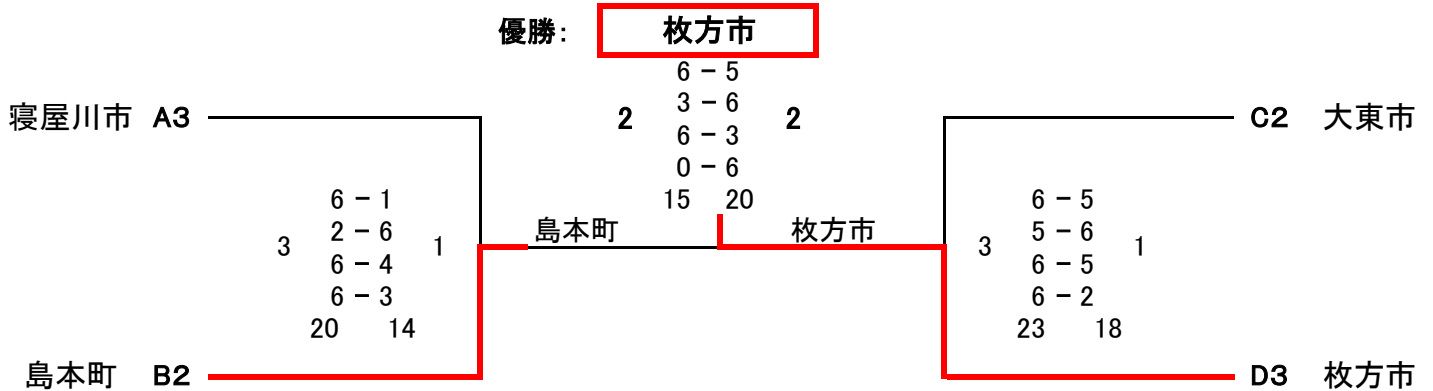 優勝： 枚方市
6 － 5
寝屋川市 A3
2 3 － 6 2
C2 大東市
6 － 3
0 － 6
15 20
6 － 1
2 － 6
3 1
6 － 4
6 － 3
20 14
島本町
枚方市
6 － 5
5 － 6
3 1
6 － 5
6 － 2
23 18
島本町 B2
D3 枚方市